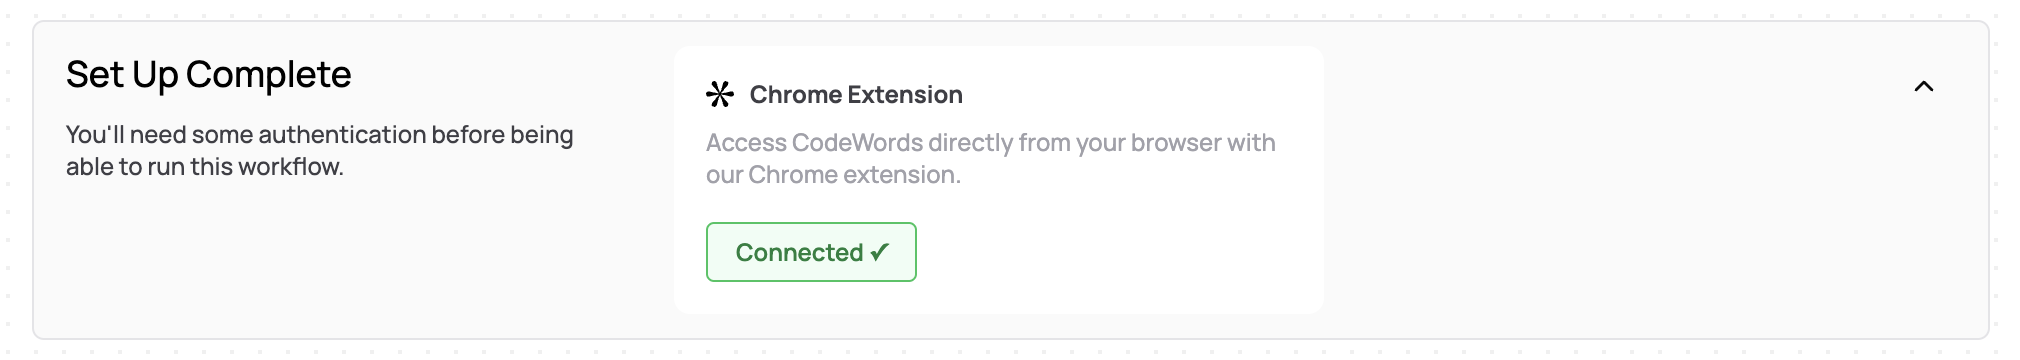 Set Up Complete
You'll need some authentication before being
able to run this workflow.
Chrome Extension
Access CodeWords directly from your browser with
our Chrome extension.
Connected ✓